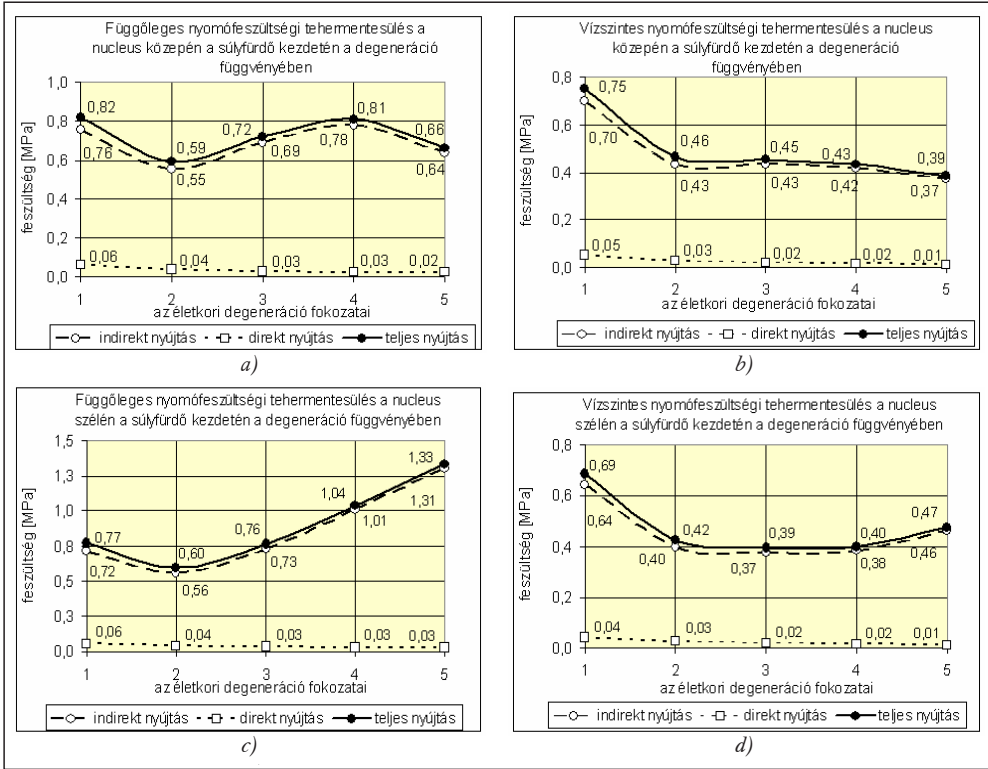 Függőleges nyomófeszültségi tehermentesülés a
nucleus közepén a súlyfürdő kezdetén a degeneráció
függvényében
feszültség [MPa]
1,0
0,8
0,6
0,4
0,2
0,0
0,82
0,59
0,72
0,81
0,66
0,76
0,55
0,69
0,78
0,64
0,06
0,04
0,03
0,03
0,02
1 2 3 4 5
az életkori degeneráció fokozatai
indirekt nyújtás direkt nyújtás teljes nyújtás
a)
Vízszintes nyomófeszültségi tehermentesülés a nucleus
közepén a súlyfürdő kezdetén a degeneráció
függvényében
feszültség [MPa]
0,8
0,6
0,4
0,2
0,0
0,75
0,46
0,45
0,43
0,39
0,70
0,43
0,43
0,42
0,37
0,05
0,03
0,02
0,02
0,01
1 2 3 4 5
az életkori degeneráció fokozatai
indirekt nyújtás direkt nyújtás teljes nyújtás
b)
Függőleges nyomófeszültségi tehermentesülés a nucleus
szélén a súlyfürdő kezdetén a degeneráció függvényében
feszültség [MPa]
1,5
1,3
1,0
0,8
0,5
0,3
0,0
0,77
0,60
0,76
1,04
1,33
0,72
0,56
0,73
1,01
1,31
0,06
0,04
0,03
0,03
0,03
1 2 3 4 5
az életkori degeneráció fokozatai
indirekt nyújtás direkt nyújtás teljes nyújtás
c)
Vízszintes nyomófeszültségi tehermentesülés a nucleus
szélén a súlyfürdő kezdetén a degeneráció függvényében
feszültség [MPa]
0,8
0,6
0,4
0,2
0,0
0,69
0,42
0,39
0,40
0,47
0,64
0,40
0,37
0,38
0,46
0,04
0,03
0,02
0,02
0,01
1 2 3 4 5
az életkori degeneráció fokozatai
indirekt nyújtás direkt nyújtás teljes nyújtás
d)